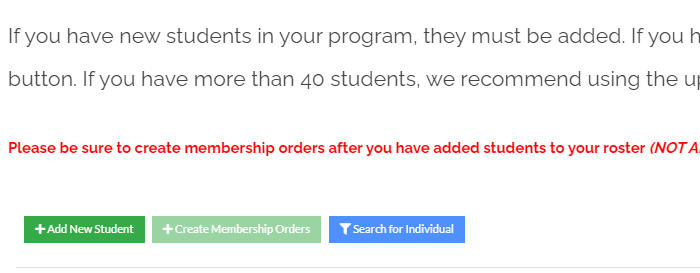 If you have new students in your program, they must be added. If you
button. If you have more than 40 students, we recommend using the
Please be sure to create membership orders after you have added students to your roster (NOT
+Add New Student +Create Membership Orders Search for Individual